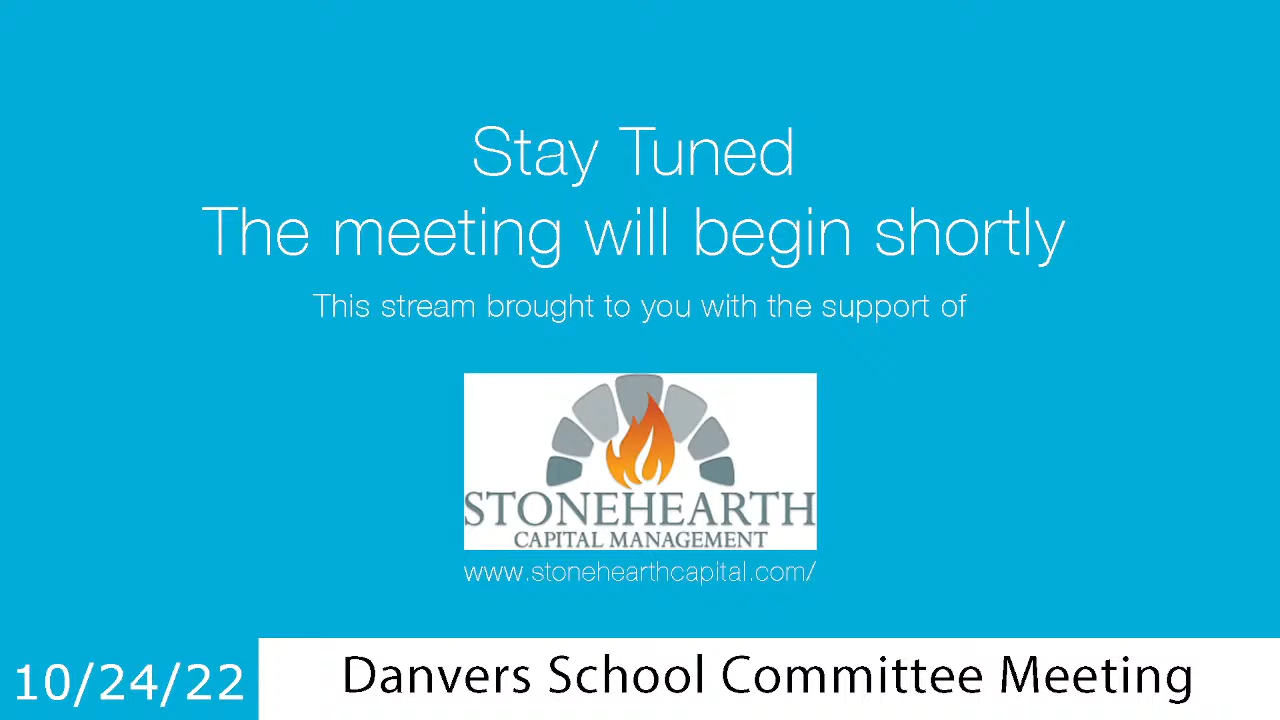 Stay Tuned
The meeting will begin shortly
This stream brought to you with the support of
STONEHEARTH
CAPITAL MANAGEMENT
www.stonehearthcapital.com/
10/24/22
Danvers School Committee Meeting